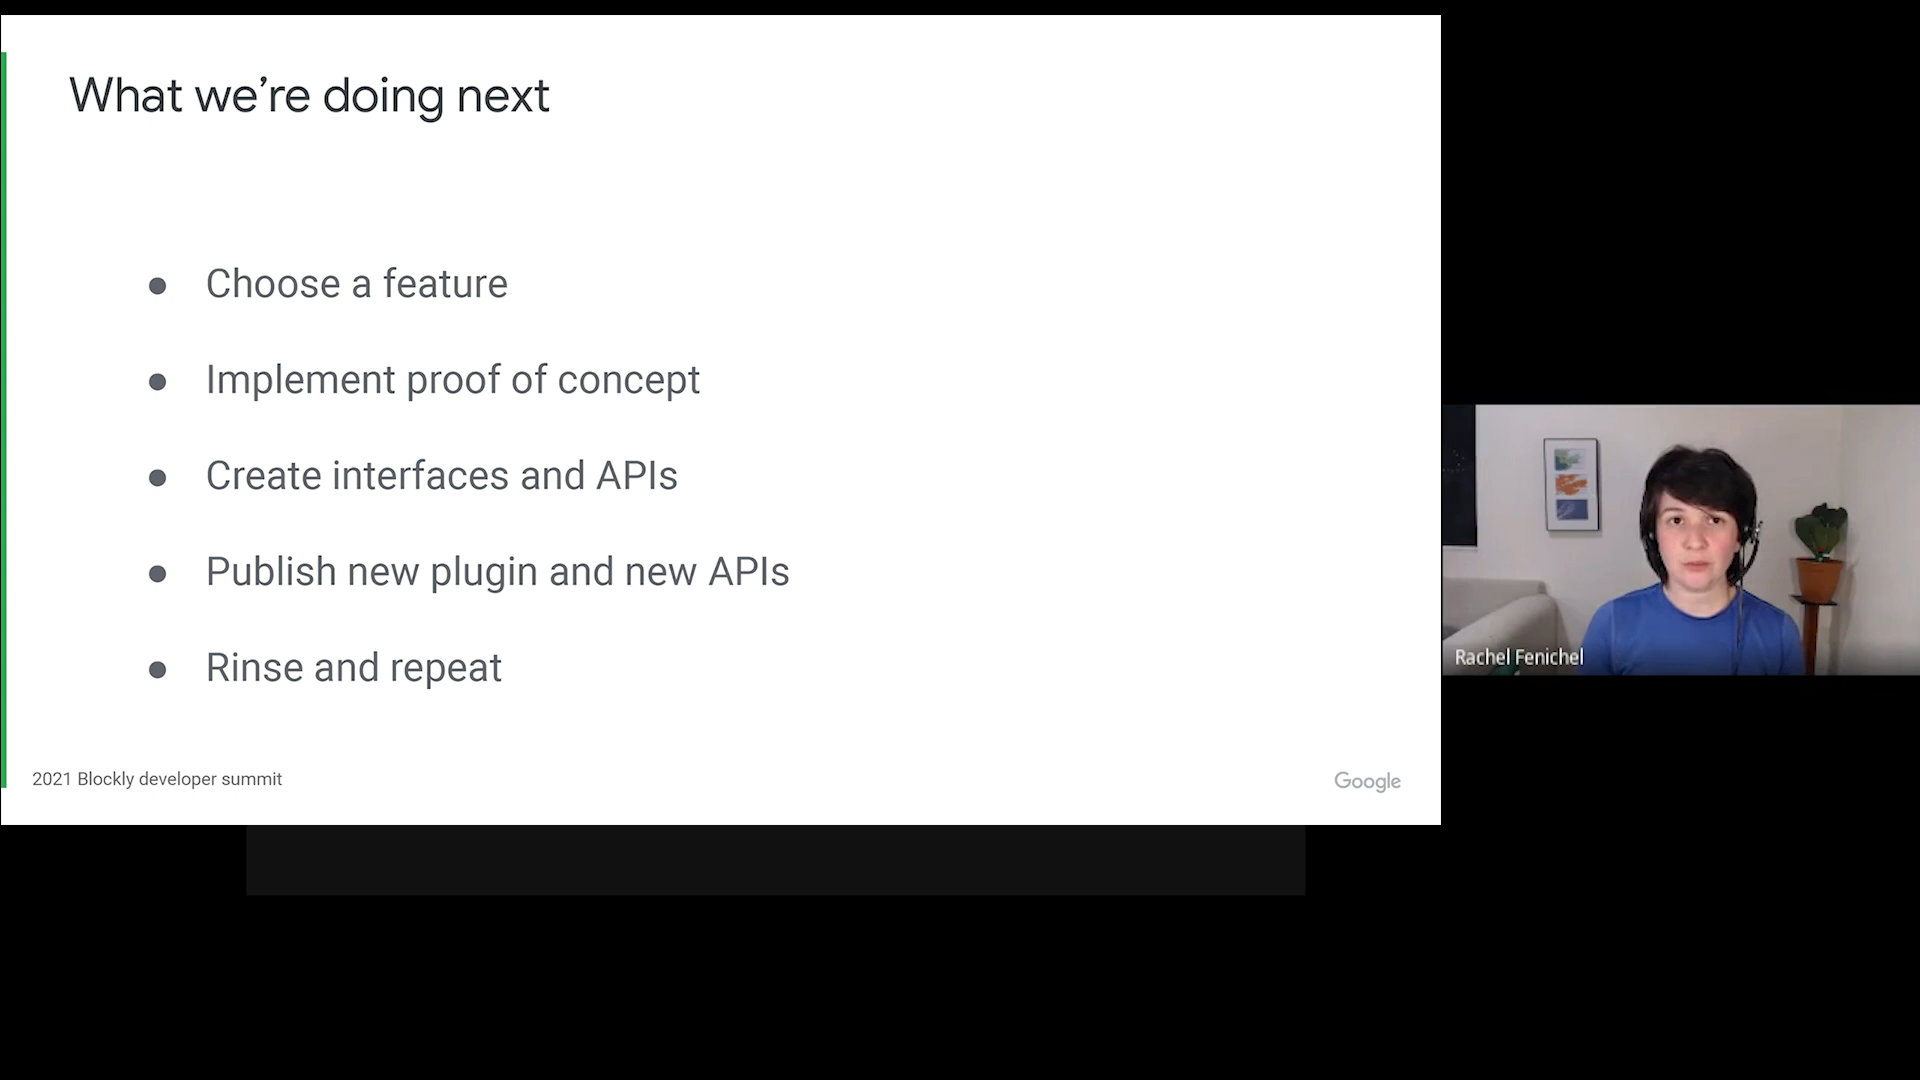 What we’re doing next
● Choose a feature
● Implement proof of concept
● Create interfaces and APIs
● Publish new plugin and new APIs
● Rinse and repeat
2021 Blockly developer summit
Google
Rachel Fenichel